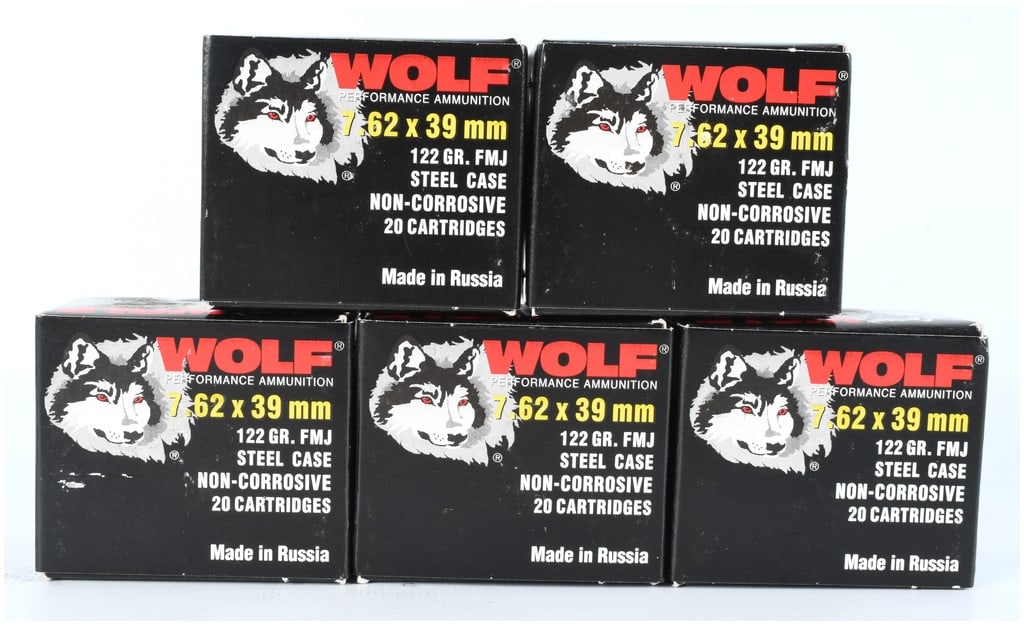 WOLF®
PERFORMANCE AMMUNITION
7.62 x 39 mm
122 GR. FMJ
STEEL CASE
®
NON-CORROSIVE
20 CARTRIDGES
Made in Russia
WOLF®
PERFORMANCE AMMUNITION
7.62 x 39 mm
122 GR. FMJ
STEEL CASE
®
NON-CORROSIVE
20 CARTRIDGES
Made in Russia
WOLF®
PERFORMANCE AMMUNITION
7.62 x 39 mm
122 GR. FMJ
STEEL CASE
®
NON-CORROSIVE
20 CARTRIDGES
Made in Russia
WOLF®
PERFORMANCE AMMUNITION
7.62 x 39 mm
122 GR. FMJ
STEEL CASE
®
NON-CORROSIVE
20 CARTRIDGES
Made in Russia
WOLF®
PERFORMANCE AMMUNITION
7.62 x 39 mm
122 GR. FMJ
STEEL CASE
®
NON-CORROSIVE
20 CARTRIDGES
Made in Russia